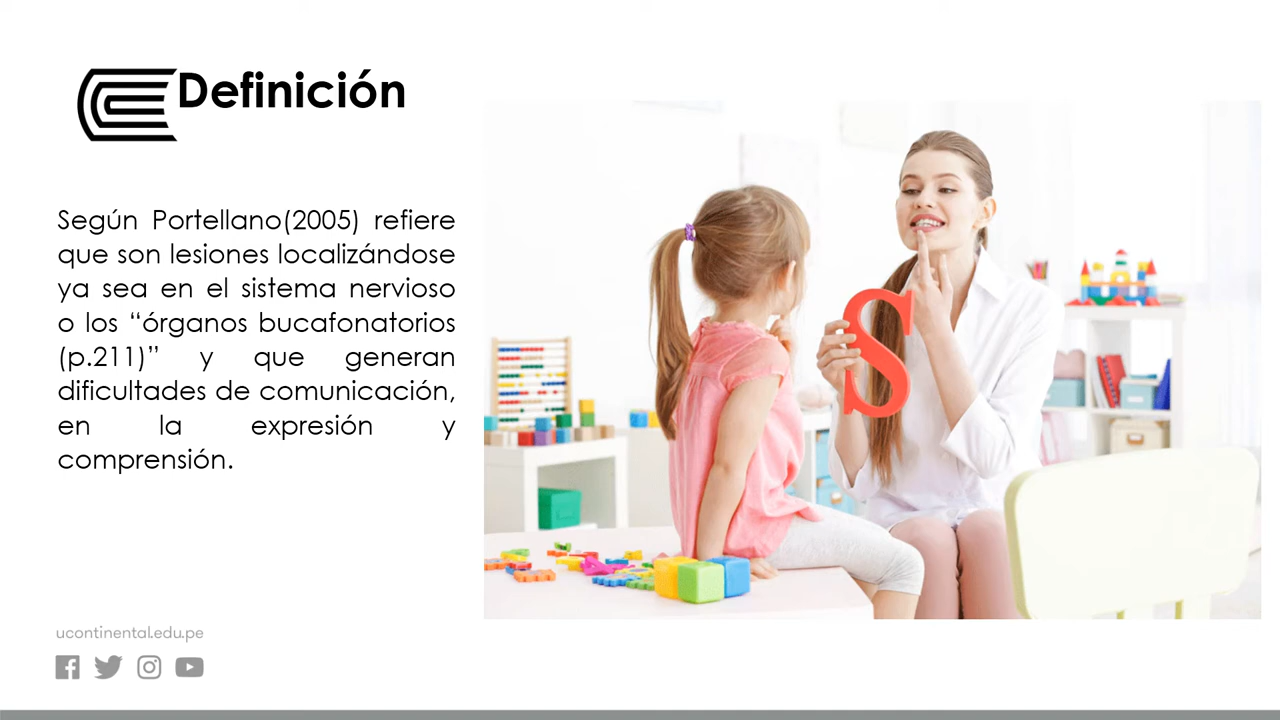 Definición
Según Portellano(2005) refiere
que son lesiones localizándose
ya sea en el sistema nervioso
o los “órganos bucafonatorios
(p.211)” y que generan
dificultades de comunicación,
en la expresión y
comprensión.
S
ucontinental.edu.pe